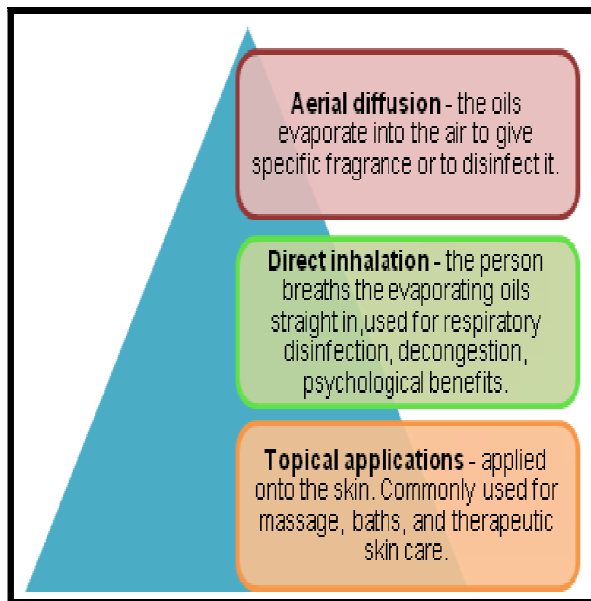 Aerial diffusion - the oils
evaporate into the air to give
specific fragrance or to disinfect it.
Direct inhalation - the person
breaths the evaporating oils
straight in,used for respiratory
disinfection, decongestion,
psychological benefits.
Topical applications - applied
onto the skin. Commonly used for
massage, baths, and therapeutic
skin care.